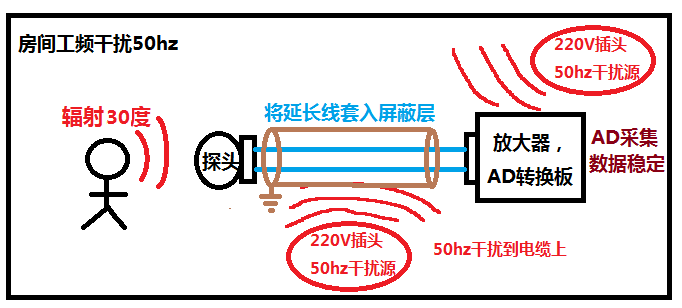 房间工频干扰50hz
220V插头
50hz干扰源
辐射30度
将延长线套入屏蔽层
探头
放大器，
AD转换板
AD采集
数据稳定
220V插头
50hz干扰源
50hz干扰到电缆上